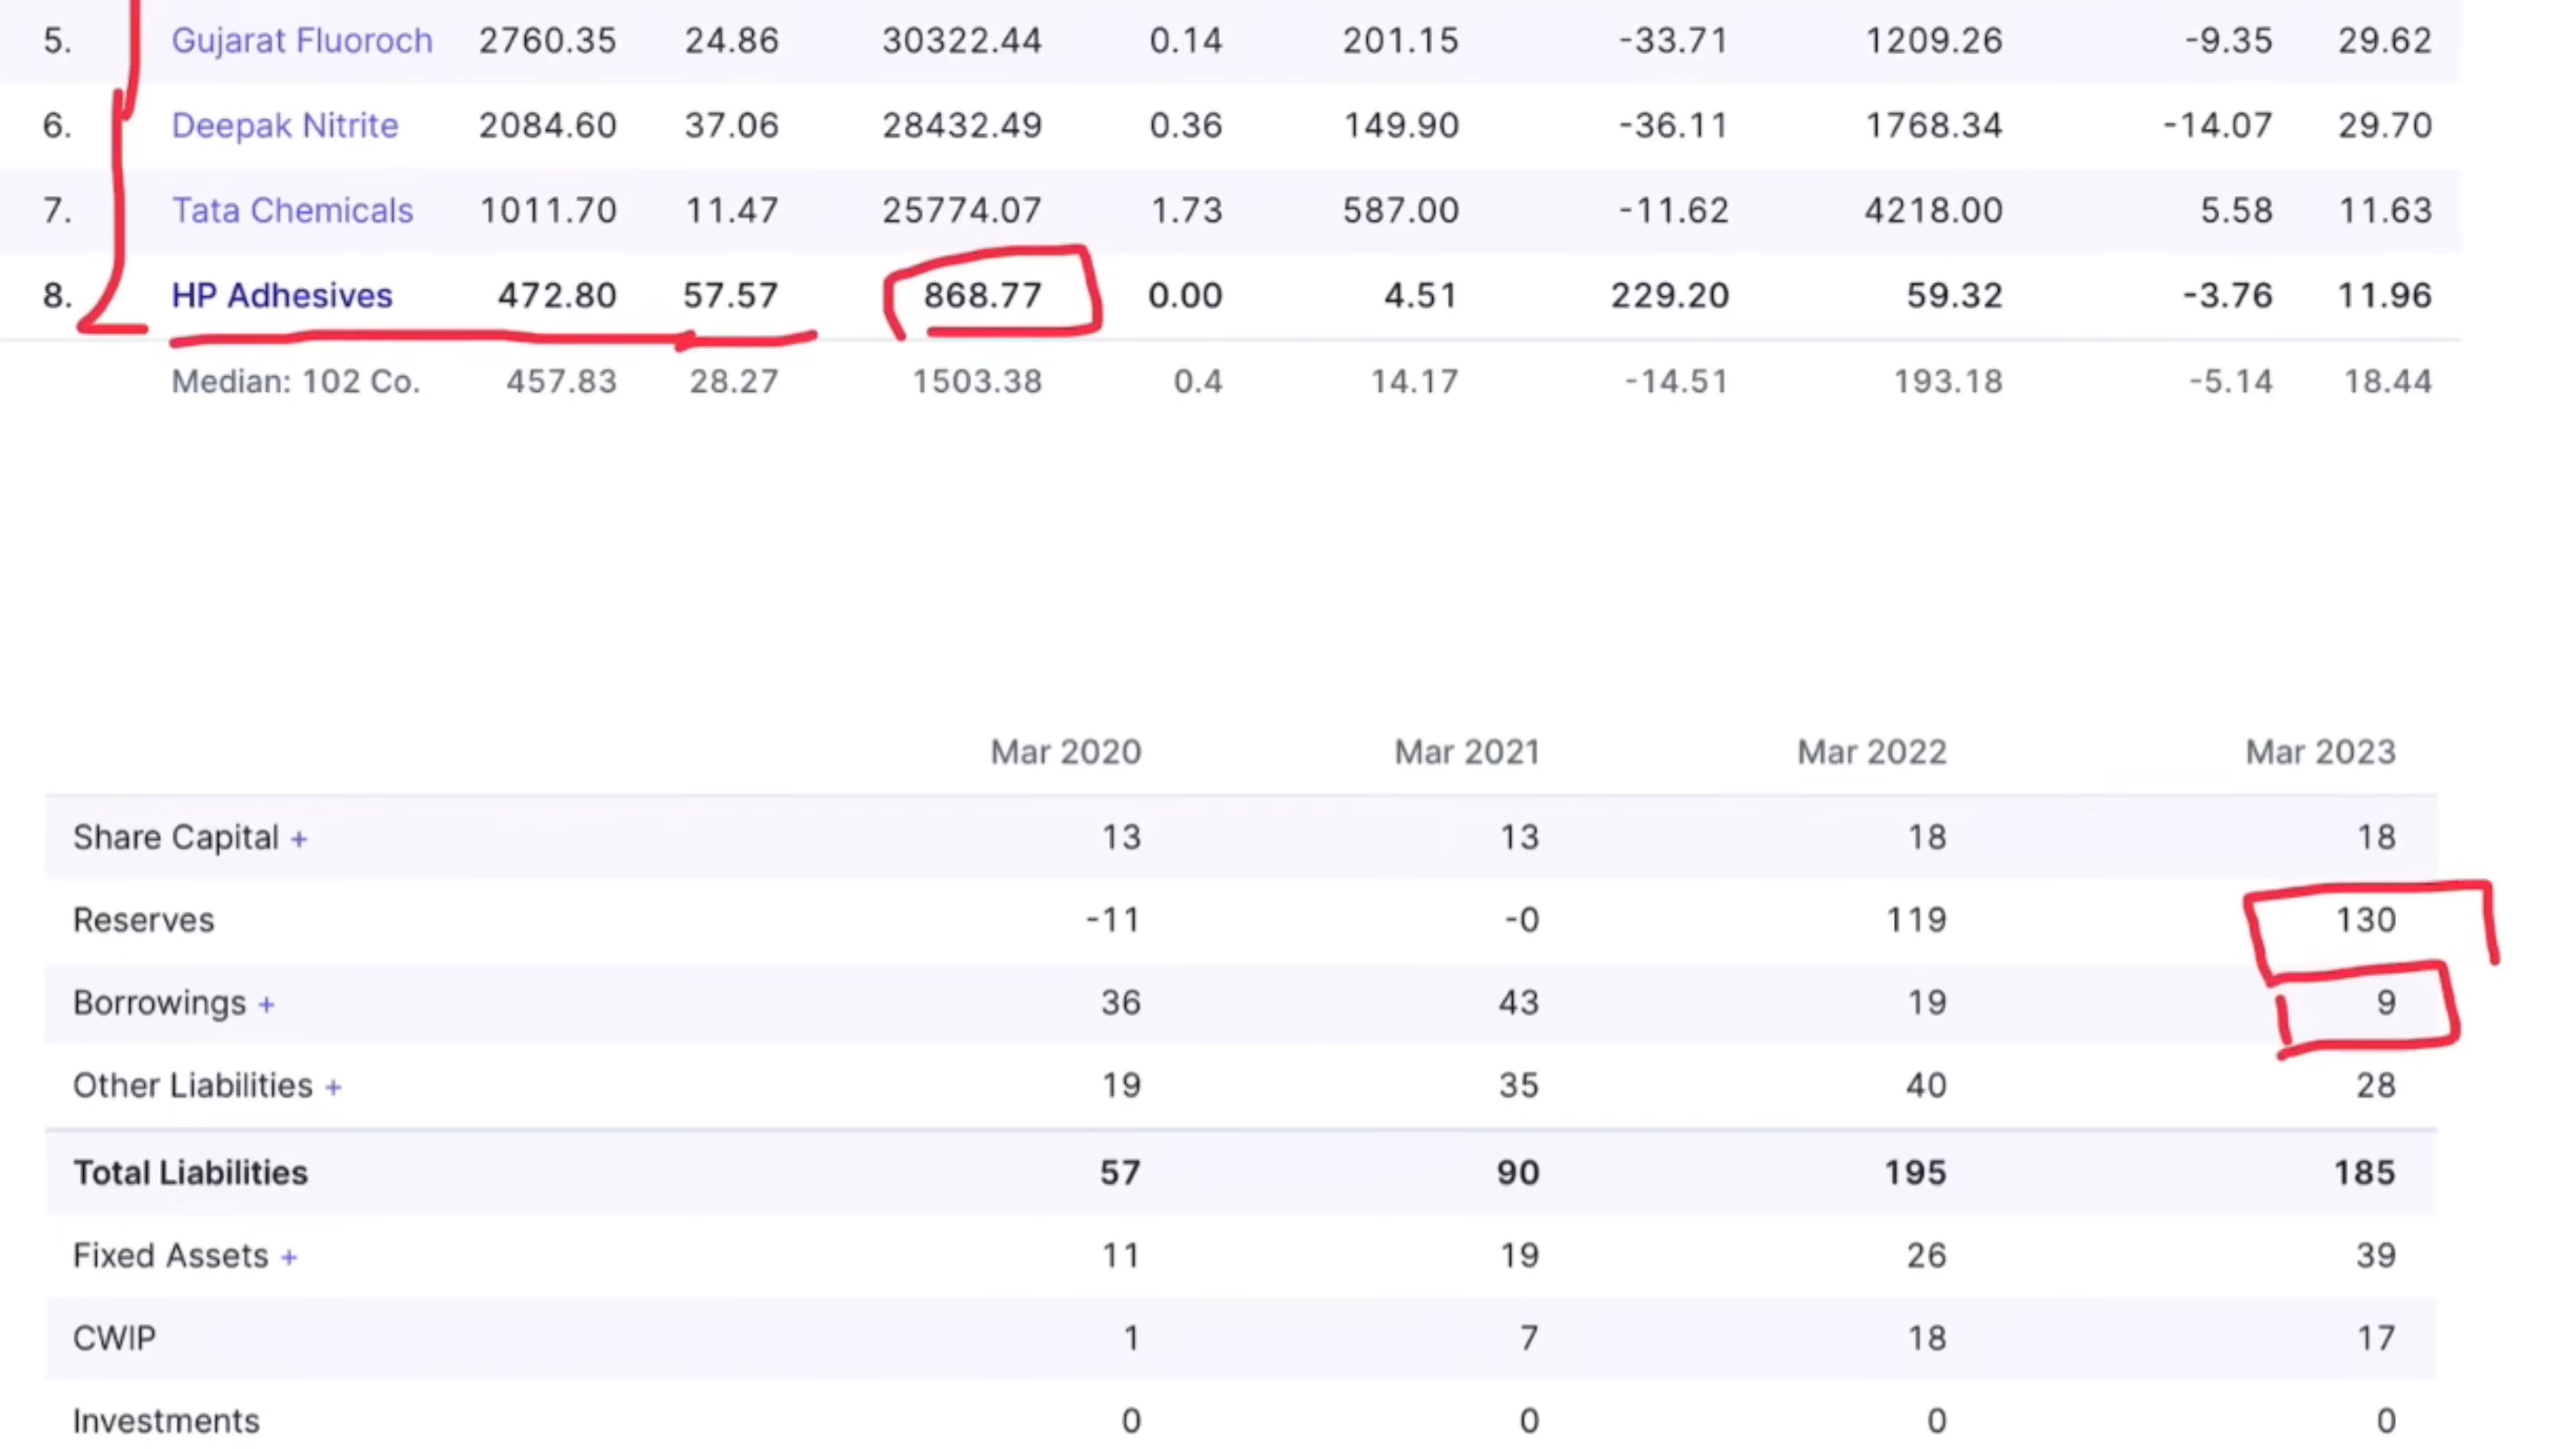 5. Gujarat Fluoroch 2760.35 24.86 30322.44 0.14 201.15 -33.71 1209.26 -9.35 29.62
6. Deepak Nitrite 2084.60 37.06 28432.49 0.36 149.90 -36.11 1768.34 -14.07 29.70
7. Tata Chemicals 1011.70 11.47 25774.07 1.73 587.00 -11.62 4218.00 5.58 11.63
8. HP Adhesives 472.80 57.57 868.77 0.00 4.51 229.20 59.32 -3.76 11.96
Median: 102 Co. 457.83 28.27 1503.38 0.4 14.17 -14.51 193.18 -5.14 18.44
Mar 2020 Mar 2021 Mar 2022 Mar 2023
Share Capital + 13 13 18 18
Reserves -11 -0 119 130
Borrowings + 36 43 19 9
Other Liabilities + 19 35 40 28
Total Liabilities 57 90 195 185
Fixed Assets + 11 19 26 39
CWIP 1 7 18 17
Investments 0 0 0 0